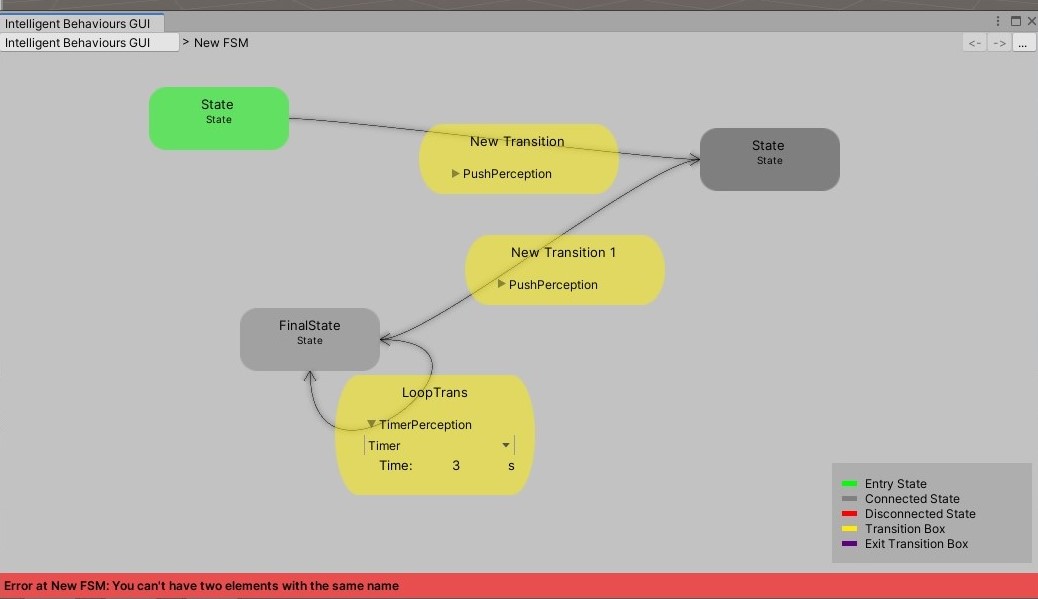 Intelligent Behaviours GUI
Intelligent Behaviours GUI > New FSM
<- -> ...
State
State
New Transition
PushPerception
State
State
New Transition 1
PushPerception
FinalState
State
LoopTrans
TimerPerception
Timer
Time: 3 s
Entry State
Connected State
Disconnected State
Transition Box
Exit Transition Box
Error at New FSM: You can't have two elements with the same name